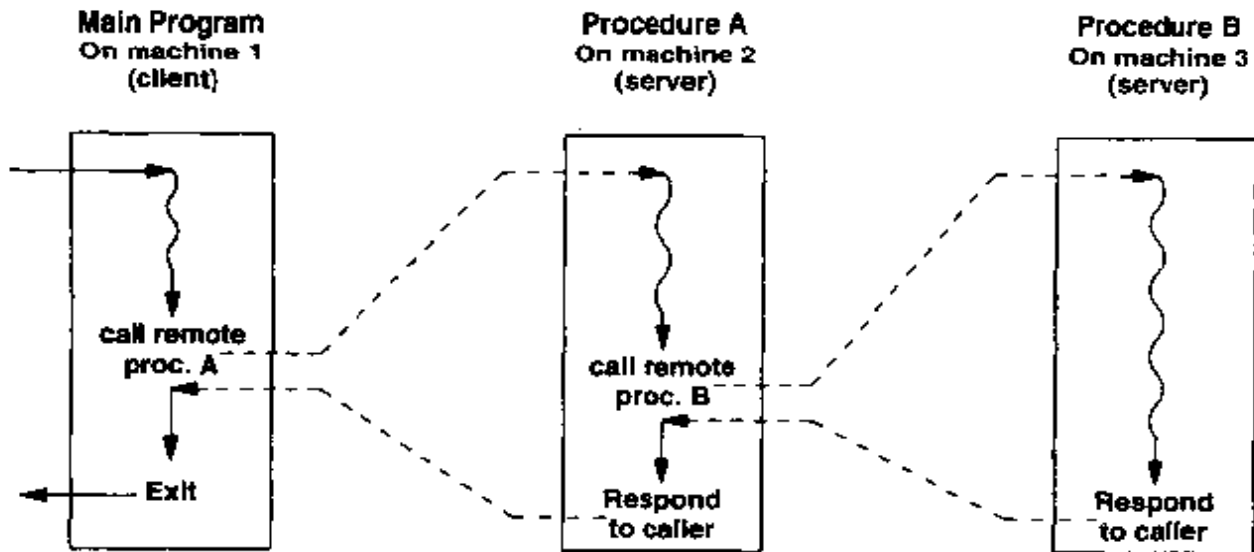 Main Program
On machine 1
(client)
Procedure A
On machine 2
(server)
Procedure B
On machine 3
(server)
call remote
proc. A
Exit
call remote
proc. B
Respond
to caller
Respond
to caller